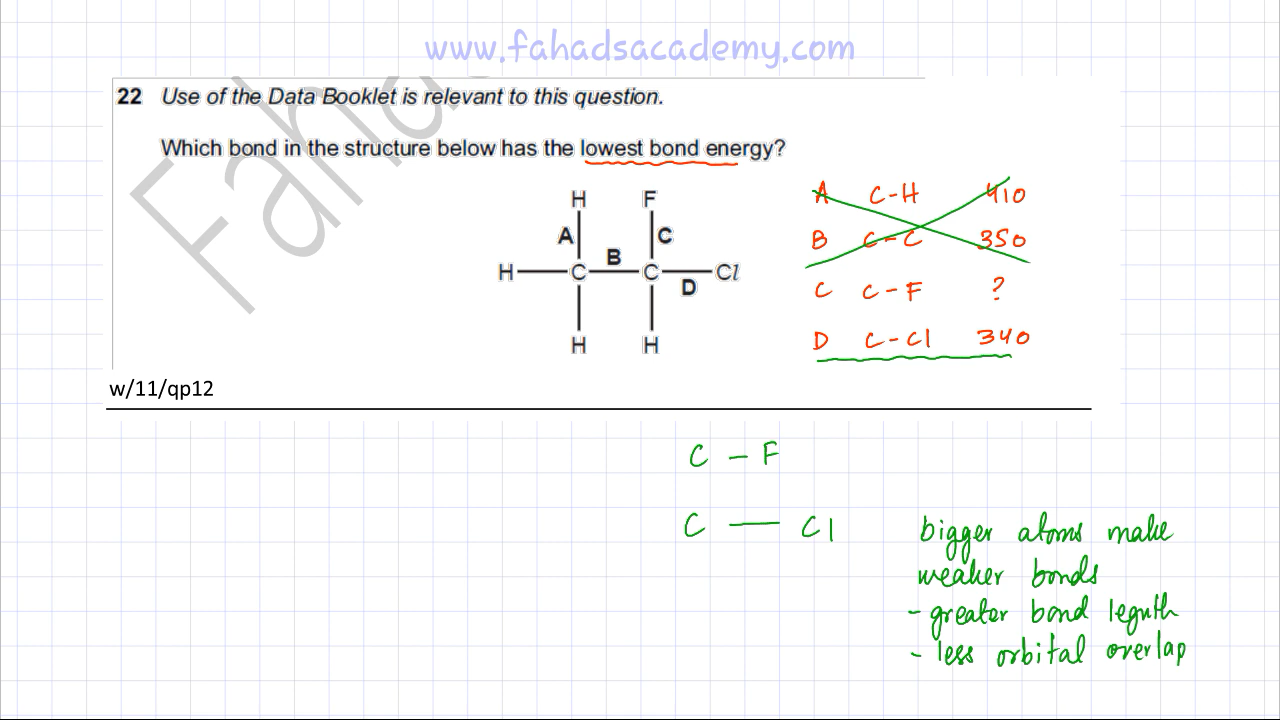 www.fahadsacademy.com
Faha
22 Use of the Data Booklet is relevant to this question.
Which bond in the structure below has the lowest bond energy?
H F
A C
B
H C C Cl
D
H H
A C-H 410
B C-C 350
C C-F ?
D C-Cl 340
w/11/qp12
C - F
C — Cl
bigger atoms make
weaker bonds
- greater bond legnth
- less orbital overlap